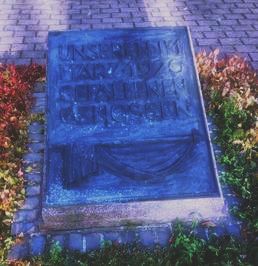 UNSEREN IM
MÄRZ 1920
GEFALLENEN
GENOSSEN